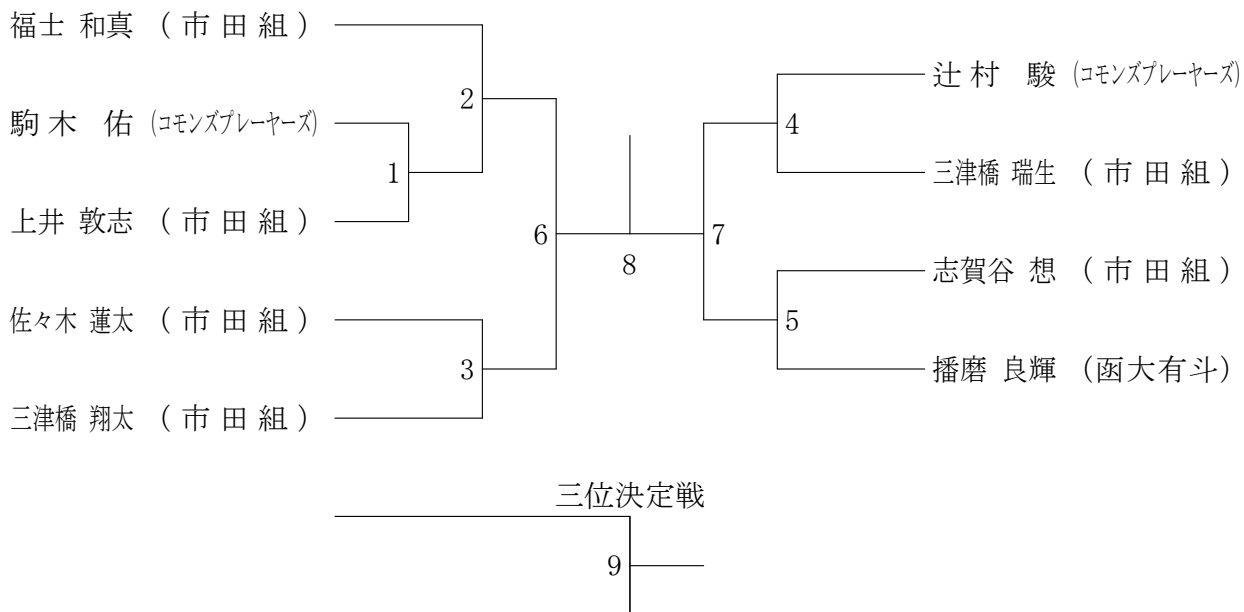 福士 和真 (市田組)
駒木 佑 (コモンズプレーヤーズ)
上井 敦志 (市田組)
佐々木 蓮太 (市田組)
三津橋 翔太 (市田組)
2
1
3
6
8
7
4
5
辻村 駿 (コモンズプレーヤーズ)
三津橋 瑞生 (市田組)
志賀谷 想 (市田組)
播磨 良輝 (函大有斗)
三位決定戦
9